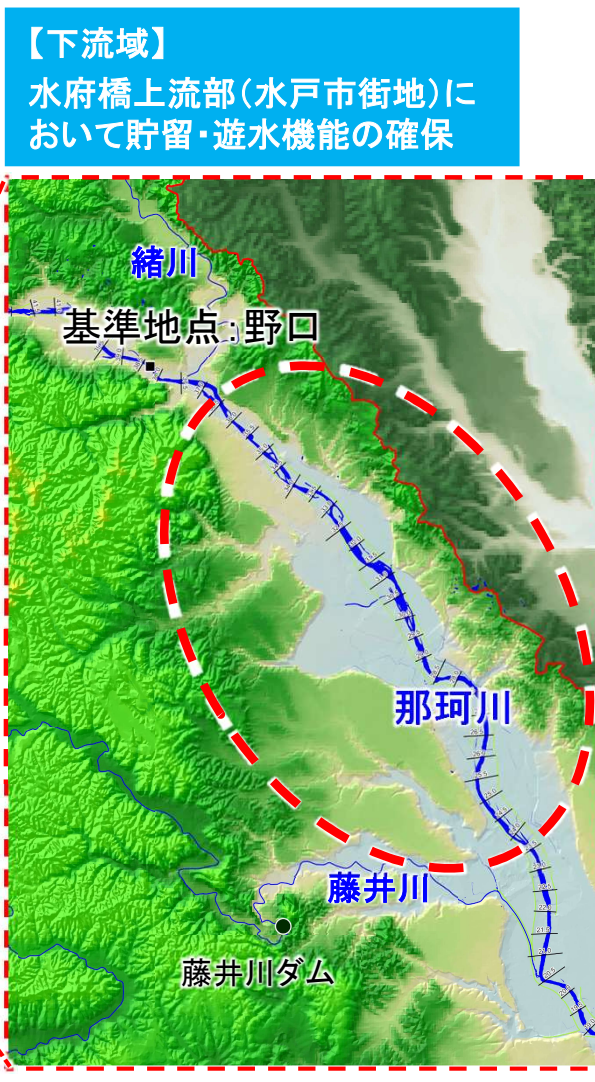 【下流域】
水府橋上流部（水戸市街地）に
おいて貯留・遊水機能の確保
緒川
基準地点：野口
那珂川
藤井川
藤井川ダム